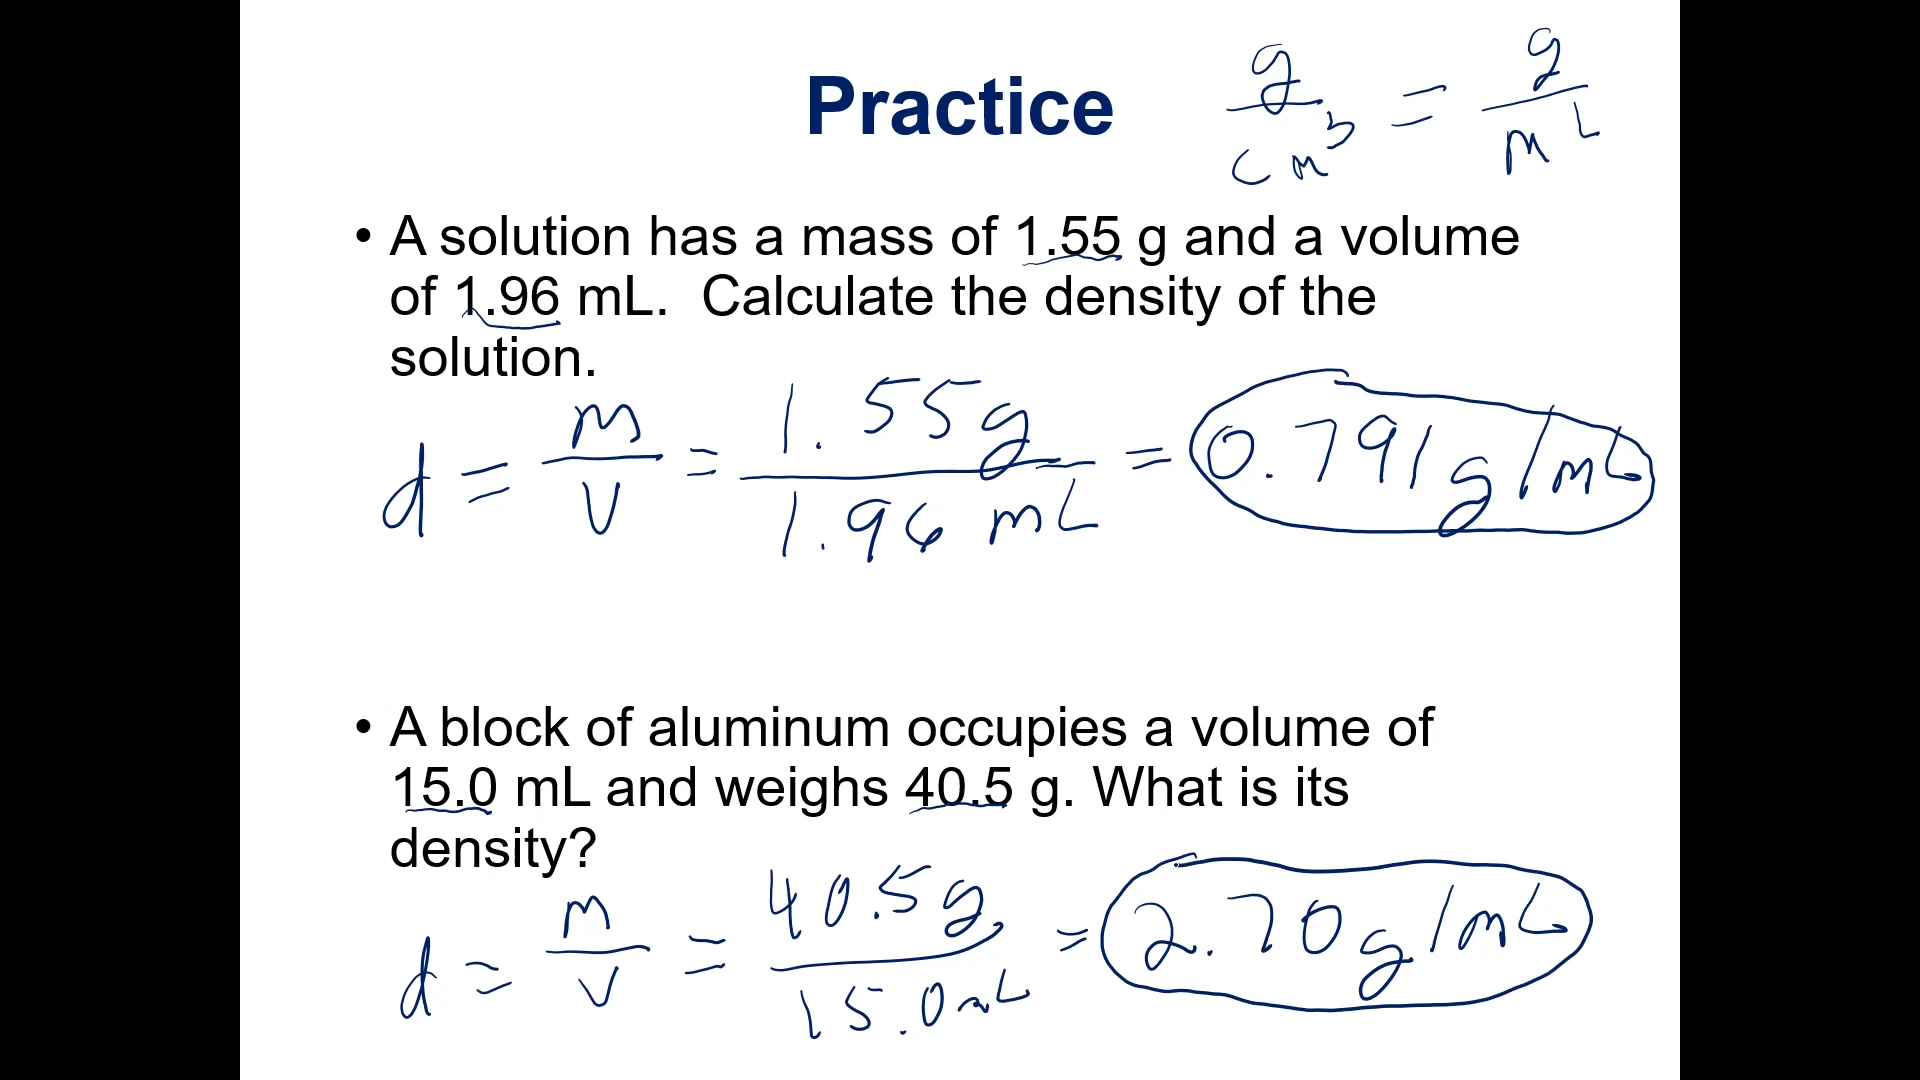 Practice
g/cm³ = g/mL
• A solution has a mass of 1.55 g and a volume
of 1.96 mL. Calculate the density of the
solution.
d = m/v = 1.55g/1.96 mL = 0.791g/mL
• A block of aluminum occupies a volume of
15.0 mL and weighs 40.5 g. What is its
density?
d = m/v = 40.5g/15.0mL = 2.70g/mL